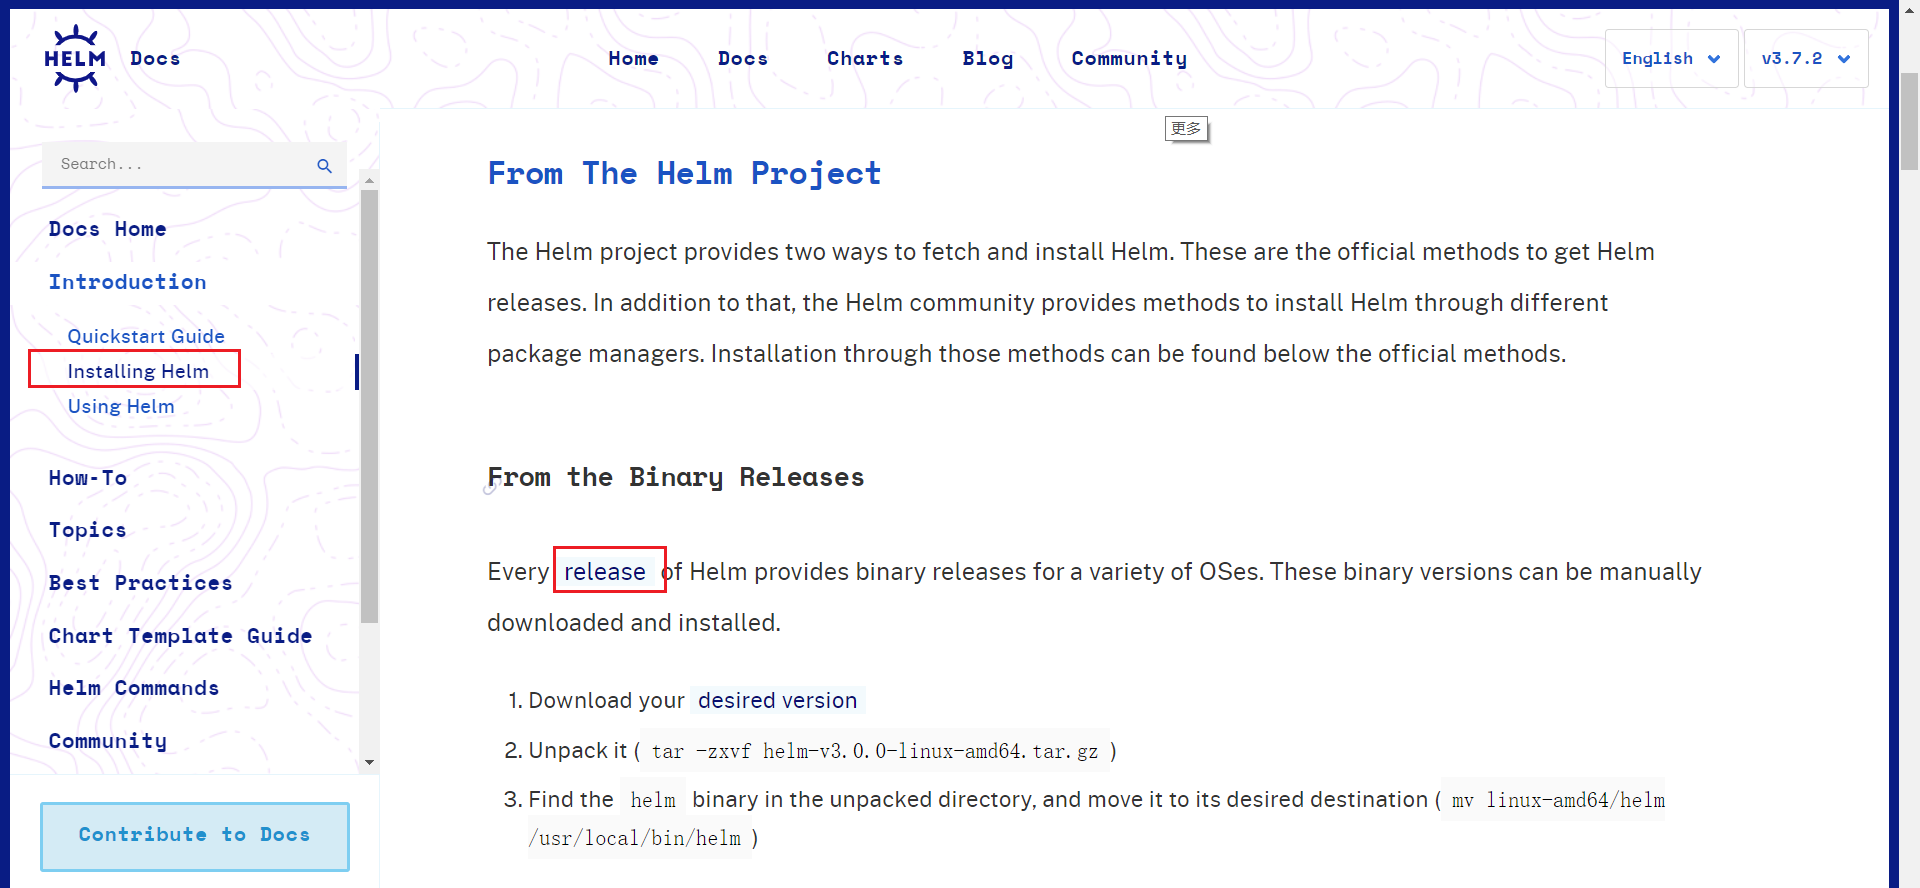 HELM
Docs
Home
Docs
Charts
Blog
Community
English
v3.7.2
更多
Search...
Docs Home
Introduction
Quickstart Guide
Installing Helm
Using Helm
How-To
Topics
Best Practices
Chart Template Guide
Helm Commands
Community
Contribute to Docs
From The Helm Project
The Helm project provides two ways to fetch and install Helm. These are the official methods to get Helm
releases. In addition to that, the Helm community provides methods to install Helm through different
package managers. Installation through those methods can be found below the official methods.
From the Binary Releases
Every release of Helm provides binary releases for a variety of OSes. These binary versions can be manually
downloaded and installed.
1. Download your desired version
2. Unpack it ( tar -zxvf helm-v3.0.0-linux-amd64.tar.gz )
3. Find the helm binary in the unpacked directory, and move it to its desired destination ( mv linux-amd64/helm
/usr/local/bin/helm )